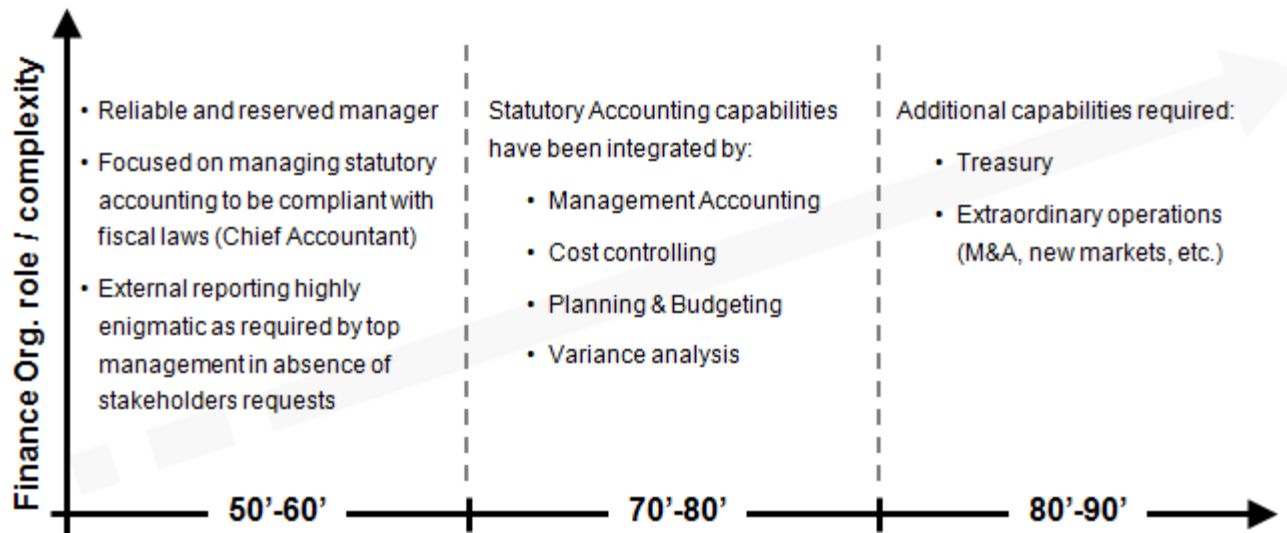 Finance Org. role / complexity
• Reliable and reserved manager
• Focused on managing statutory
accounting to be compliant with
fiscal laws (Chief Accountant)
• External reporting highly
enigmatic as required by top
management in absence of
stakeholders requests
Statutory Accounting capabilities
have been integrated by:
• Management Accounting
• Cost controlling
• Planning & Budgeting
• Variance analysis
Additional capabilities required:
• Treasury
• Extraordinary operations
(M&A, new markets, etc.)
50'-60'
70'-80'
80'-90'